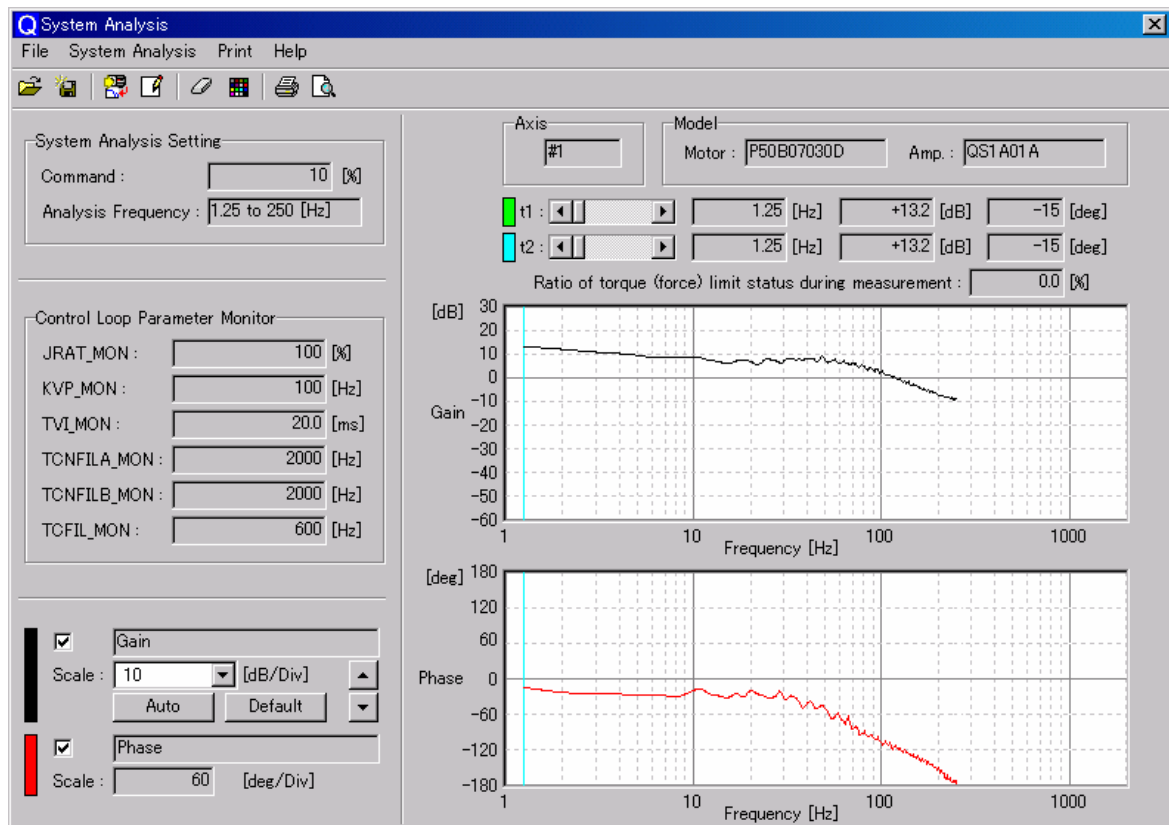 Q System Analysis
File System Analysis Print Help
System Analysis Setting
Command : 10 [%]
Analysis Frequency : 1.25 to 250 [Hz]
Control Loop Parameter Monitor
JRAT_MON : 100 [%]
KVP_MON : 100 [Hz]
TVI_MON : 20.0 [ms]
TCNFILA_MON : 2000 [Hz]
TCNFILB_MON : 2000 [Hz]
TCFIL_MON : 600 [Hz]
Gain
Scale : 10 [dB/Div]
Auto Default
Phase
Scale : 60 [deg/Div]
Axis
#1
Model
Motor : P50B07030D Amp. : QS1A01A
t1 : 1.25 [Hz] +13.2 [dB] -15 [deg]
t2 : 1.25 [Hz] +13.2 [dB] -15 [deg]
Ratio of torque (force) limit status during measurement : 0.0 [%]
[dB] 30
20
10
0
-10
Gain
-20
-30
-40
-50
-60
1 10 100 1000
Frequency [Hz]
[deg] 180
120
60
Phase 0
-60
-120
-180
1 10 100 1000
Frequency [Hz]